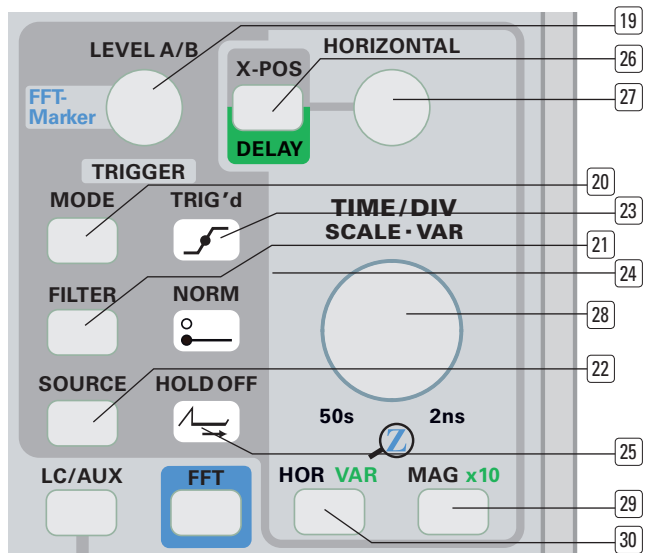 19
LEVEL A/B
HORIZONTAL
26
X-POS
FFT-
Marker
27
DELAY
TRIGGER
20
MODE
TRIG'd
TIME/DIV
23
SCALE · VAR
21
24
FILTER
NORM
28
SOURCE
HOLD OFF
22
50s
2ns
Z
25
LC/AUX
FFT
HOR VAR
MAG x10
29
30